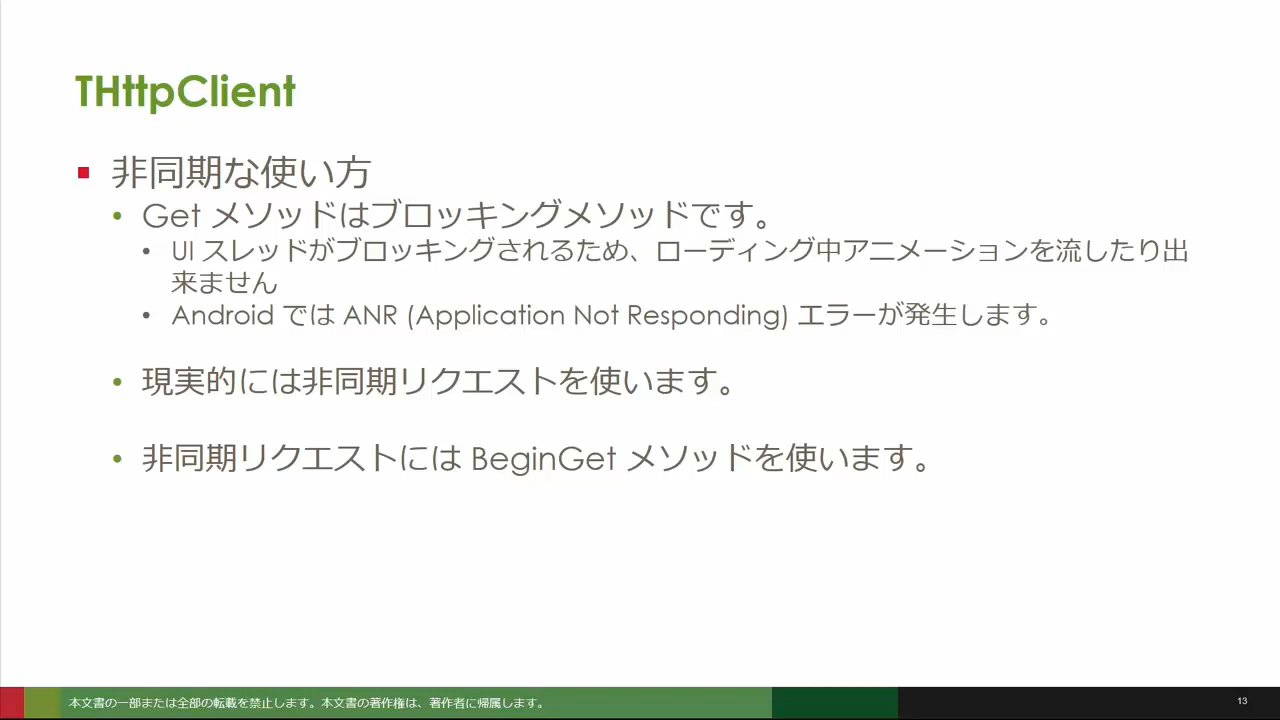 THttpClient
非同期な使い方
Get メソッドはブロッキングメソッドです。
UI スレッドがブロッキングされるため、ローディング中アニメーションを流したり出
来ません
Android では ANR (Application Not Responding) エラーが発生します。
現実的には非同期リクエストを使います。
非同期リクエストには BeginGet メソッドを使います。
本文書の一部または全部の転載を禁止します。本文書の著作権は、著作者に帰属します。
13